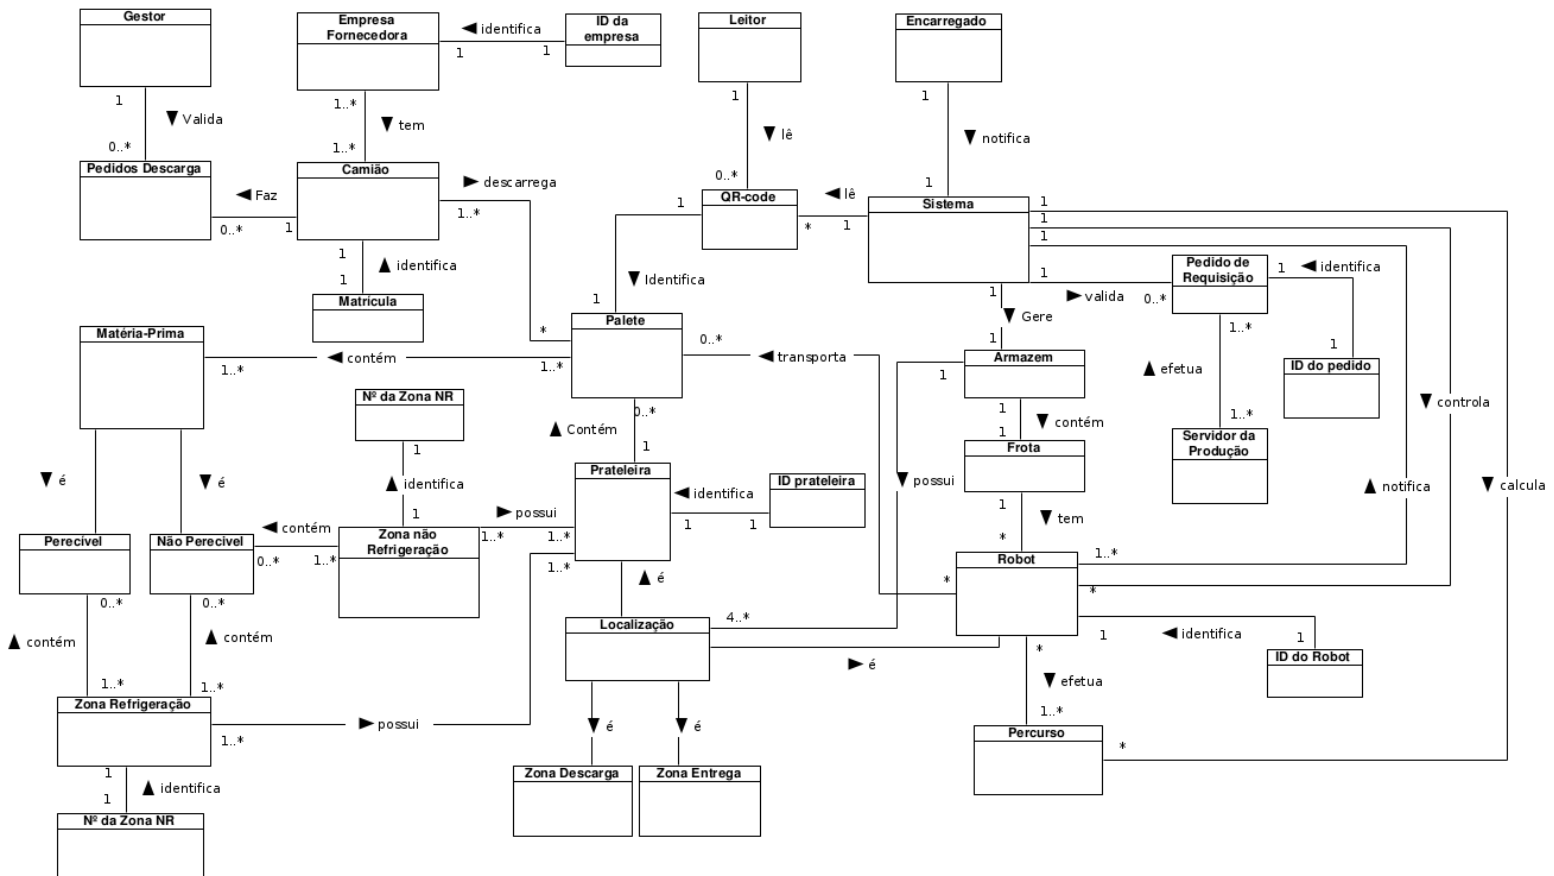 Gestor
Empresa
Fornecedora
identifica
ID da
empresa
Leitor
Encarregado
1
1
1
1..*
1
1
1
Valida
tem
lê
notifica
0..*
1..*
0..*
1
Pedidos Descarga
Camião
descarrega
Faz
1..*
0..*
1
QR-code
1
lê
*
1
Sistema
1
1
1
1
identifica
1
identifica
1
Matrícula
Identifica
1
1
valida
0..*
Pedido de
Requisição
1
identifica
Gere
1
Matéria-Prima
Palete
*
contém
1..*
1..*
0..*
transporta
Armazem
1
1..*
efetua
1
ID do pedido
Nº da Zona NR
1
contém
1
controla
0..*
Contém
1
1
Frota
1..*
Servidor da
Produção
é
é
identifica
1
Prateleira
ID prateleira
identifica
1
1
possui
1
tem
*
notifica
calcula
contém
possui
1..*
1..*
Perecivel
Não Perecivel
0..*
1..*
Zona não
Refrigeração
1..*
Robot
1..*
*
*
0..*
0..*
é
Localização
4..*
contém
contém
é
1
identifica
1
ID do Robot
*
efetua
1..*
1..*
1..*
Zona Refrigeração
possui
1..*
é
é
Percurso
*
1
identifica
1
Zona Descarga
Zona Entrega
Nº da Zona NR